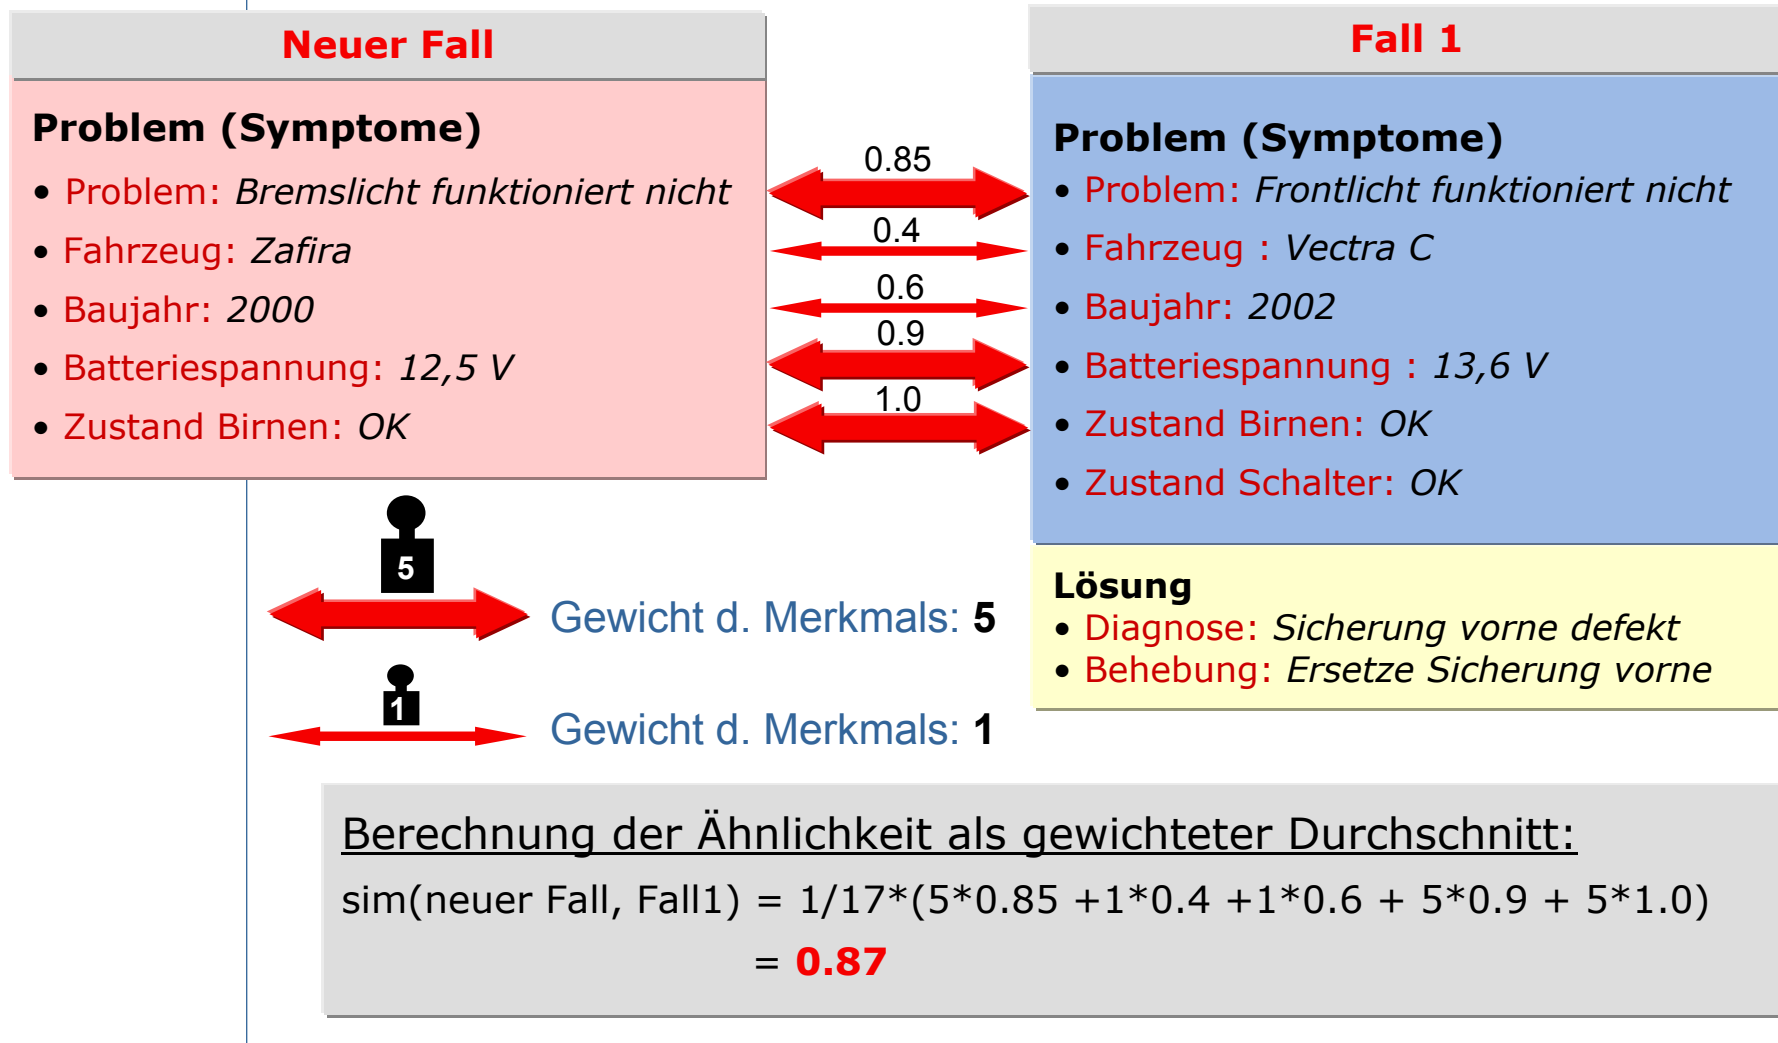 Neuer Fall
Problem (Symptome)
• Problem: Bremslicht funktioniert nicht
• Fahrzeug: Zafira
• Baujahr: 2000
• Batteriespannung: 12,5 V
• Zustand Birnen: OK
0.85
0.4
0.6
0.9
1.0
Fall 1
Problem (Symptome)
• Problem: Frontlicht funktioniert nicht
• Fahrzeug : Vectra C
• Baujahr: 2002
• Batteriespannung : 13,6 V
• Zustand Birnen: OK
• Zustand Schalter: OK
Lösung
• Diagnose: Sicherung vorne defekt
• Behebung: Ersetze Sicherung vorne
5
Gewicht d. Merkmals: 5
1
Gewicht d. Merkmals: 1
Berechnung der Ähnlichkeit als gewichteter Durchschnitt:
sim(neuer Fall, Fall1) = 1/17*(5*0.85 +1*0.4 +1*0.6 + 5*0.9 + 5*1.0)
= 0.87